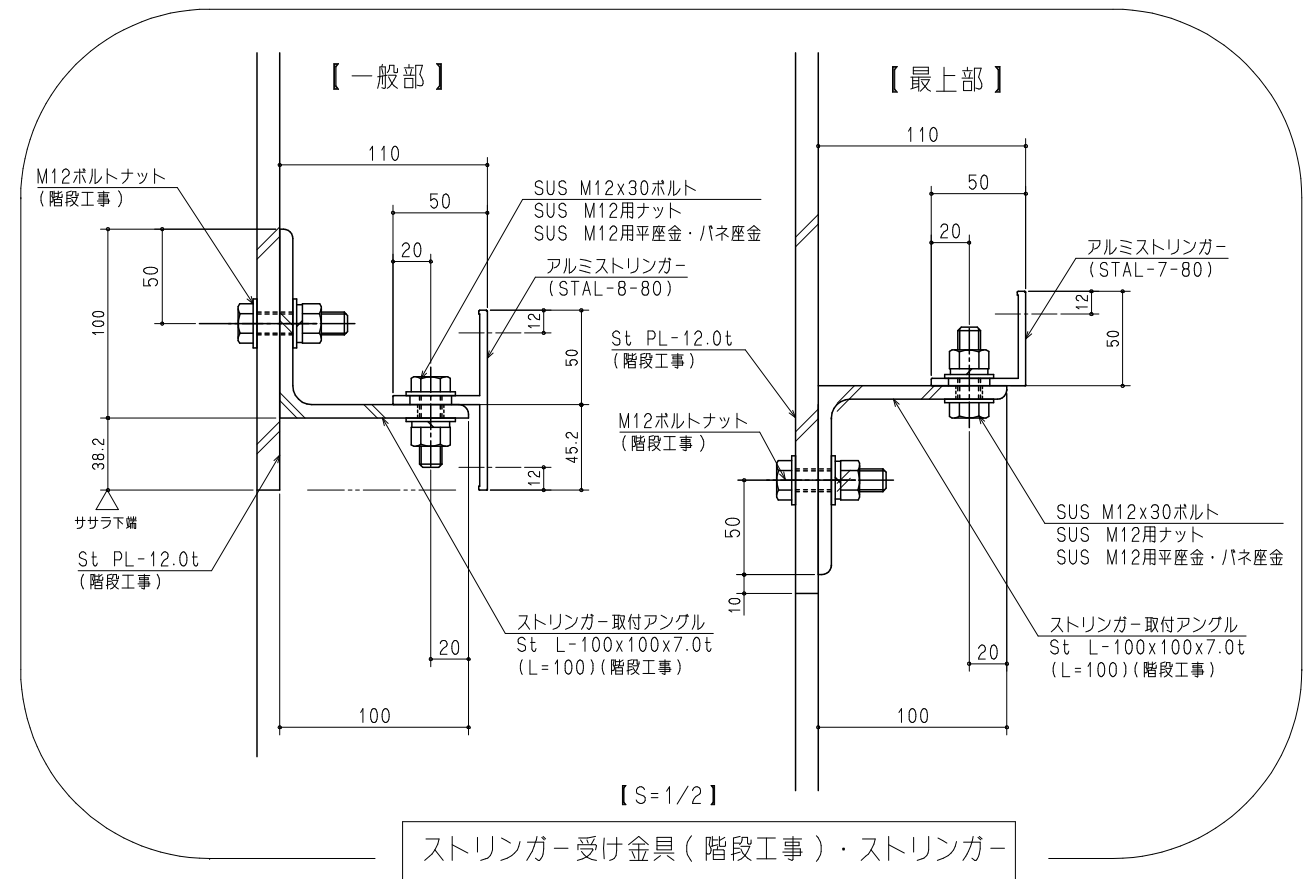 【一般部】
110
M12ボルトナット
(階段工事)
SUS M12x30ボルト
SUS M12用ナット
SUS M12用平座金・バネ座金
50
20
アルミストリンガー
(STAL-8-80)
50
100
12
50
38.2
45.2
12
ササラ下端
St PL-12.0t
(階段工事)
ストリンガー取付アングル
St L-100x100x7.0t
(L=100)(階段工事)
20
100
【最上部】
110
50
20
アルミストリンガー
(STAL-7-80)
12
50
St PL-12.0t
(階段工事)
M12ボルトナット
(階段工事)
50
10
SUS M12x30ボルト
SUS M12用ナット
SUS M12用平座金・バネ座金
ストリンガー取付アングル
St L-100x100x7.0t
(L=100)(階段工事)
20
100
【S=1/2】
ストリンガー受け金具(階段工事)・ストリンガー